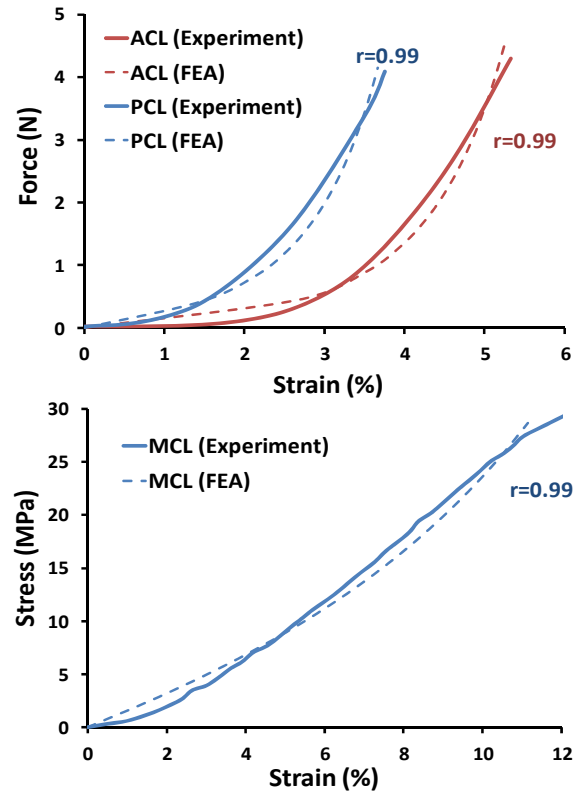 ACL (Experiment)
ACL (FEA)
PCL (Experiment)
PCL (FEA)
r=0.99
r=0.99
Force (N)
5
4
3
2
1
0
0 1 2 3 4 5 6
Strain (%)
MCL (Experiment)
MCL (FEA)
r=0.99
Stress (MPa)
30
25
20
15
10
5
0
0 2 4 6 8 10 12
Strain (%)